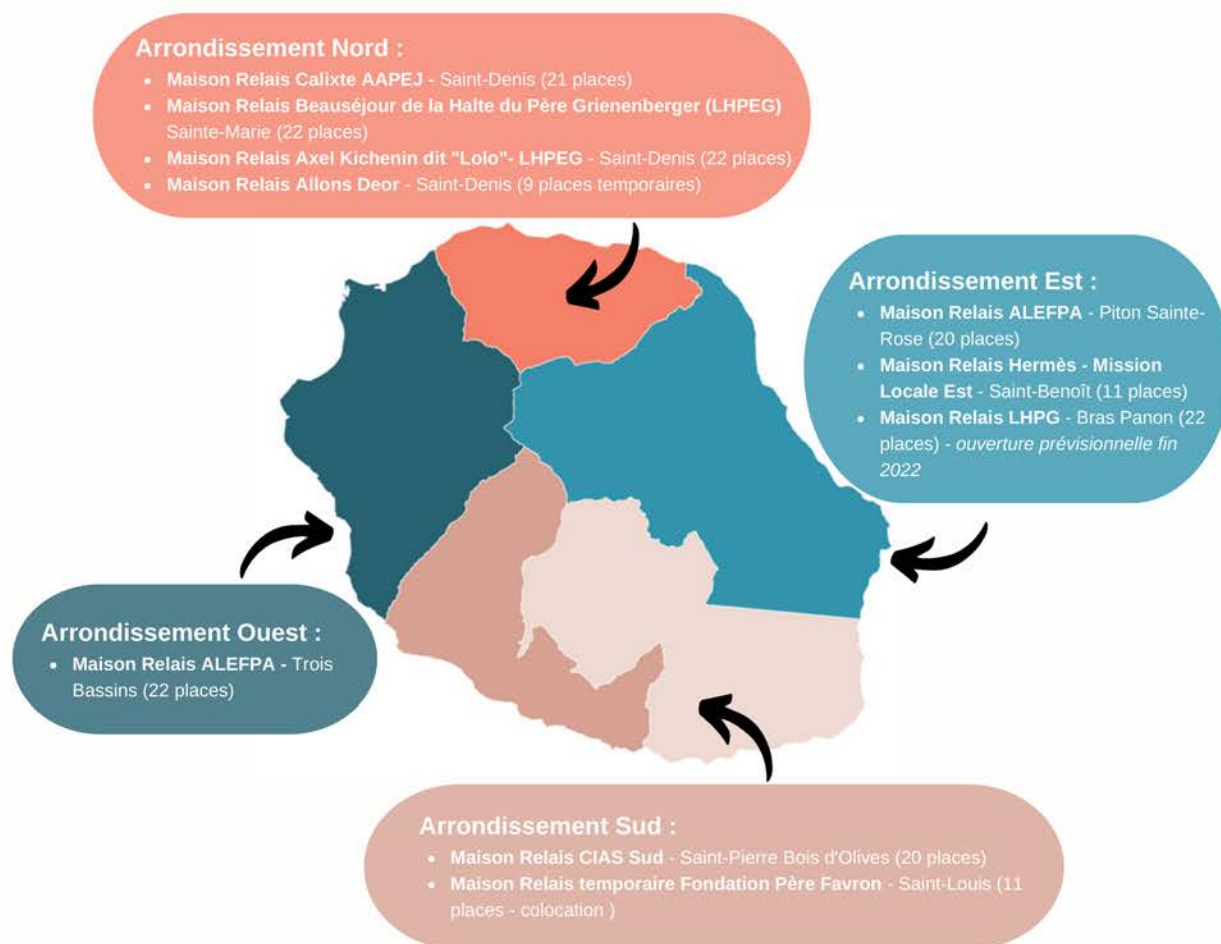 Arrondissement Nord :
• Maison Relais Calixte AAPEJ - Saint-Denis (21 places)
• Maison Relais Beauséjour de la Halte du Père Grienenberger (LHPEG)
Sainte-Marie (22 places)
• Maison Relais Axel Kichenin dit "Lolo"- LHPEG - Saint-Denis (22 places)
• Maison Relais Allons Deor - Saint-Denis (9 places temporaires)
Arrondissement Est :
• Maison Relais ALEFPA - Piton Sainte-
Rose (20 places)
• Maison Relais Hermès - Mission
Locale Est - Saint-Benoît (11 places)
• Maison Relais LHPG - Bras Panon (22
places) - ouverture prévisionnelle fin
2022
Arrondissement Ouest :
• Maison Relais ALEFPA - Trois
Bassins (22 places)
Arrondissement Sud :
• Maison Relais CIAS Sud - Saint-Pierre Bois d'Olives (20 places)
• Maison Relais temporaire Fondation Père Favron - Saint-Louis (11
places - colocation )